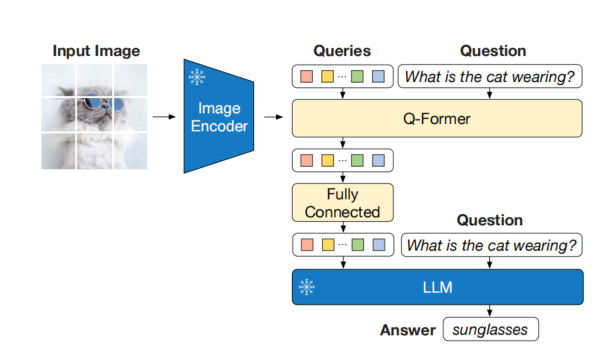 Input Image
Queries
Question
What is the cat wearing?
Image
Encoder
Q-Former
Fully
Connected
Question
What is the cat wearing?
LLM
Answer
sunglasses